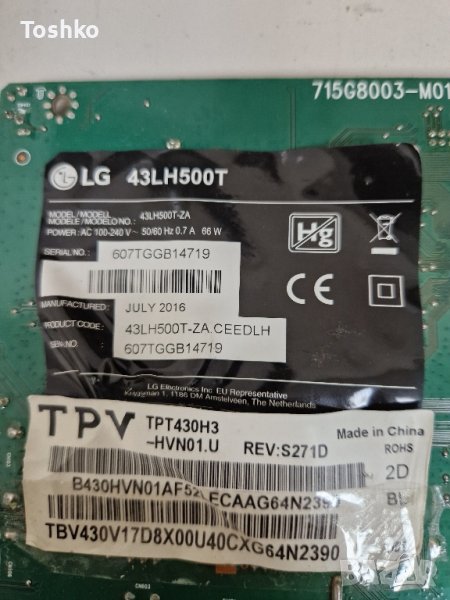 Toshko
715G8003-M01
LG 43LH500T
MODEL/MODELL
MODELE/MODELO NO.: 43LH500T-ZA
POWER: AC 100-240 V~ 50/60 Hz 0.7 A 66 W
SERIAL NO.: 607TGGB14719
Hg
CE
MANUFACTURED: JULY 2016
PRODUCT CODE: 43LH500T-ZA.CEEDLH
SBN NO. 607TGGB14719
LG Electronics Inc. EU Representative
Krijgsman 1, 1186 DM Amstelveen, The Netherlands
TPV TPT430H3
-HVN01.U REV:S271D
Made in China
ROHS
2D
TBV430V17D8X00U40CXG64N2390